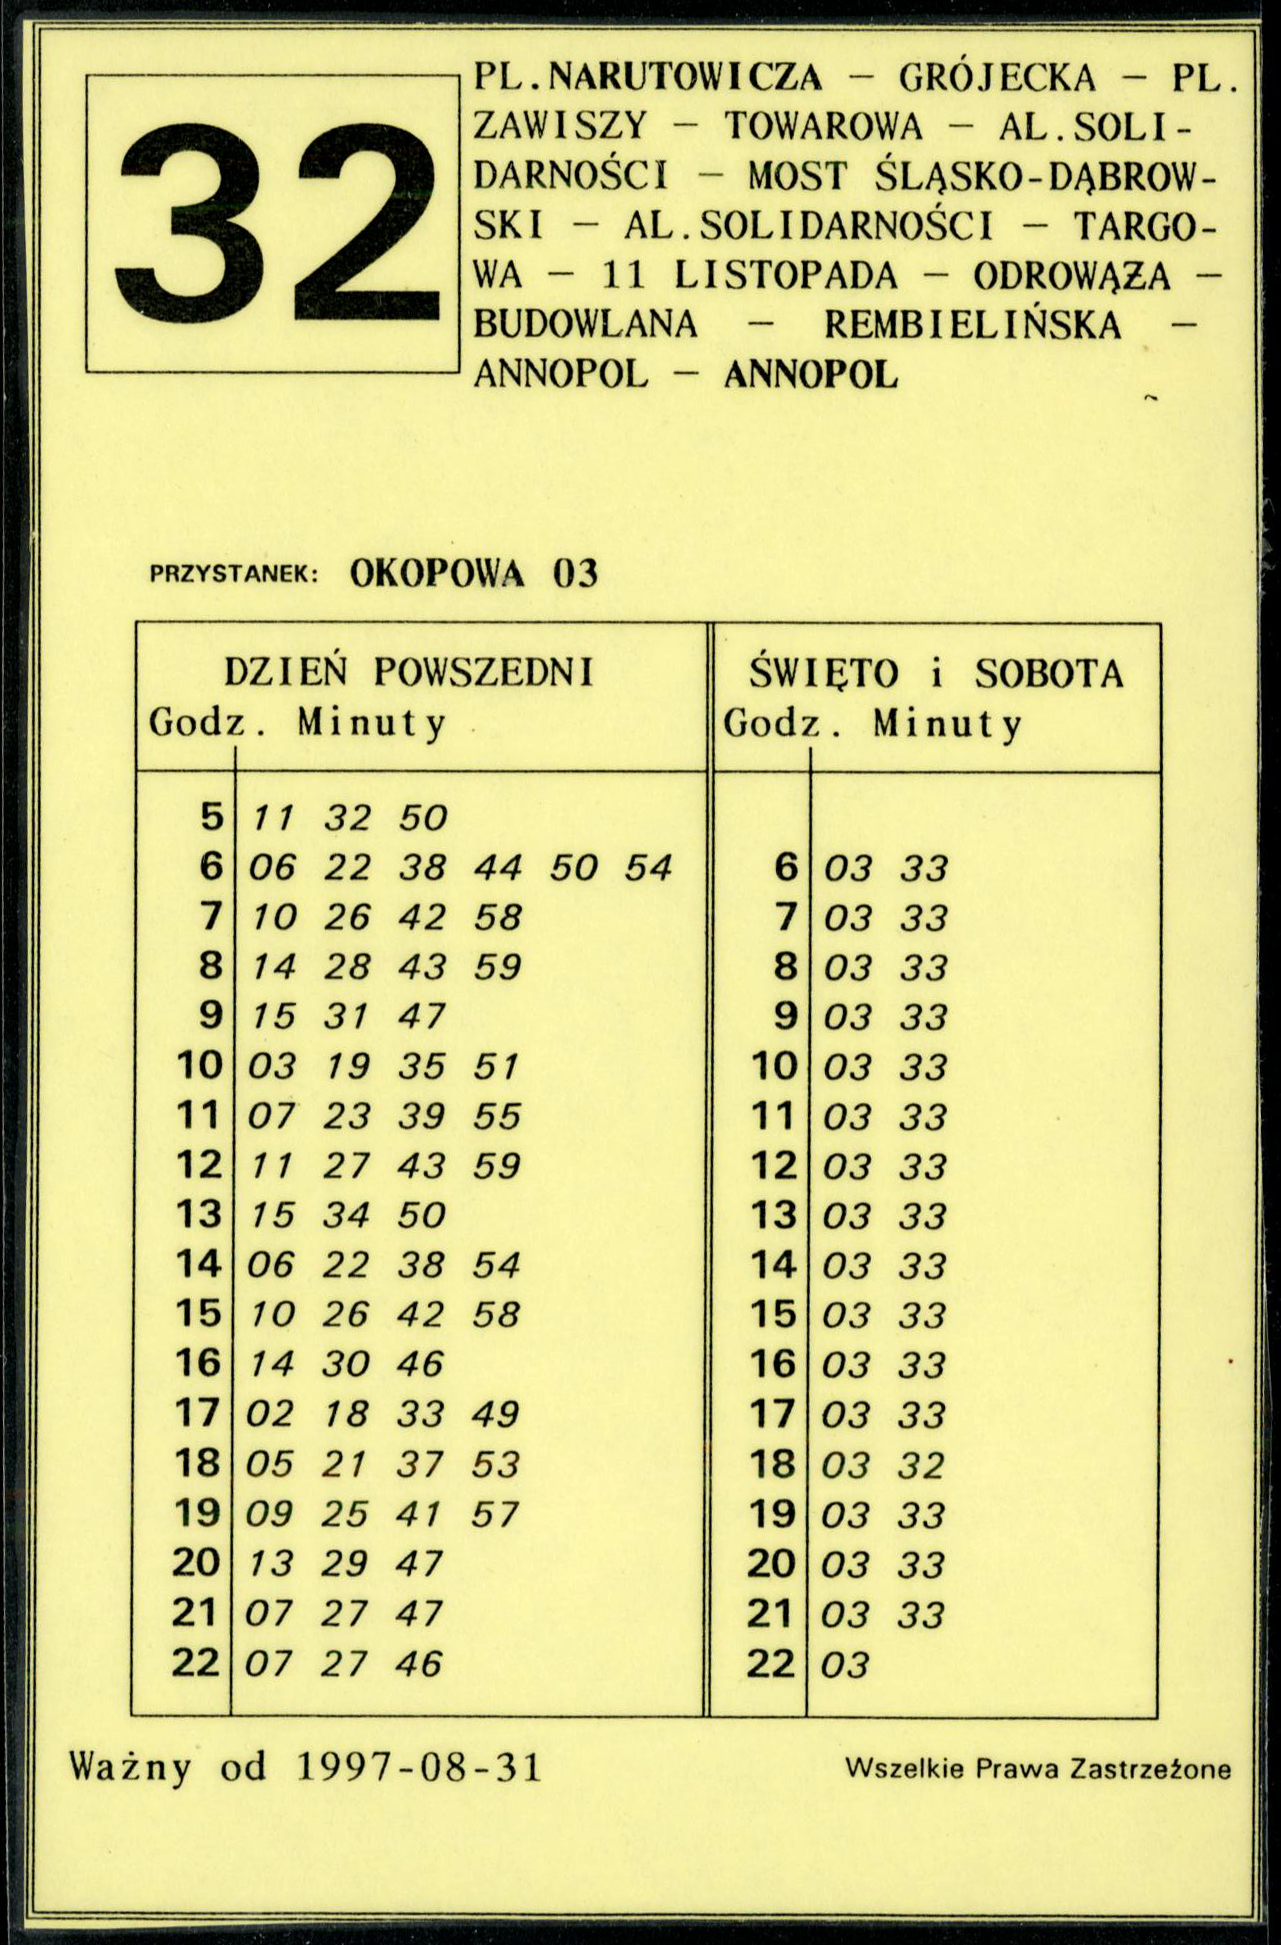 32
PL.NARUTOWICZA – GRÓJECKA – PL.
ZAWISZY – TOWAROWA – AL.SOLI-
DARNOŚCI – MOST ŚLĄSKO-DĄBROW-
SKI – AL.SOLIDARNOŚCI – TARGO-
WA – 11 LISTOPADA – ODROWĄŻA –
BUDOWLANA – REMBIELIŃSKA –
ANNOPOL – ANNOPOL
PRZYSTANEK: OKOPOWA 03
DZIEŃ POWSZEDNI ŚWIĘTO i SOBOTA
Godz. Minuty Godz. Minuty
5 11 32 50
6 06 22 38 44 50 54 6 03 33
7 10 26 42 58 7 03 33
8 14 28 43 59 8 03 33
9 15 31 47 9 03 33
10 03 19 35 51 10 03 33
11 07 23 39 55 11 03 33
12 11 27 43 59 12 03 33
13 15 34 50 13 03 33
14 06 22 38 54 14 03 33
15 10 26 42 58 15 03 33
16 14 30 46 16 03 33
17 02 18 33 49 17 03 33
18 05 21 37 53 18 03 32
19 09 25 41 57 19 03 33
20 13 29 47 20 03 33
21 07 27 47 21 03 33
22 07 27 46 22 03
Ważny od 1997-08-31 Wszelkie Prawa Zastrzeżone